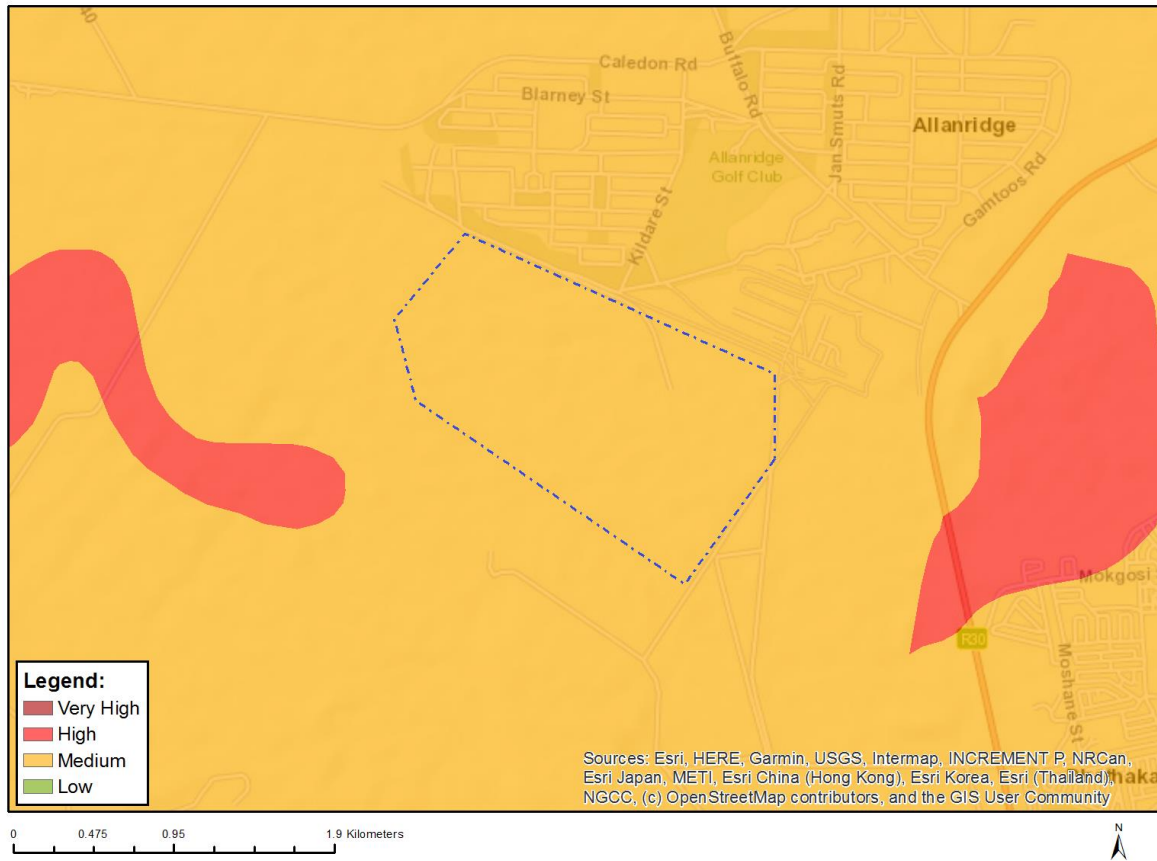 40
Caledon Rd
Blarney St
Buffalo Rd
Jan Smuts Rd
Allanridge
Allanridge
Golf Club
Kildare St
Gamtoos Rd
Mokgosi
R30
Moshane St
Legend:
Very High
High
Medium
Low
Sources: Esri, HERE, Garmin, USGS, Intermap, INCREMENT P, NRCan,
Esri Japan, METI, Esri China (Hong Kong), Esri Korea, Esri (Thailand),
NGCC, (c) OpenStreetMap contributors, and the GIS User Community
0 0.475 0.95 1.9 Kilometers
N